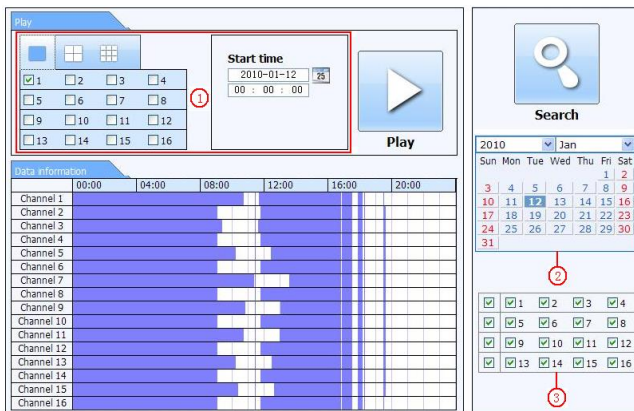 Play
1 2 3 4
5 6 7 8
9 10 11 12
13 14 15 16
1
Start time
2010-01-12 25
00 : 00 : 00
Play
Data information
00:00 04:00 08:00 12:00 16:00 20:00
Channel 1
Channel 2
Channel 3
Channel 4
Channel 5
Channel 6
Channel 7
Channel 8
Channel 9
Channel 10
Channel 11
Channel 12
Channel 13
Channel 14
Channel 15
Channel 16
Search
2010 Jan
Sun Mon Tue Wed Thu Fri Sat
1 2
3 4 5 6 7 8 9
10 11 12 13 14 15 16
17 18 19 20 21 22 23
24 25 26 27 28 29 30
31
2
1 2 3 4
5 6 7 8
9 10 11 12
13 14 15 16
3